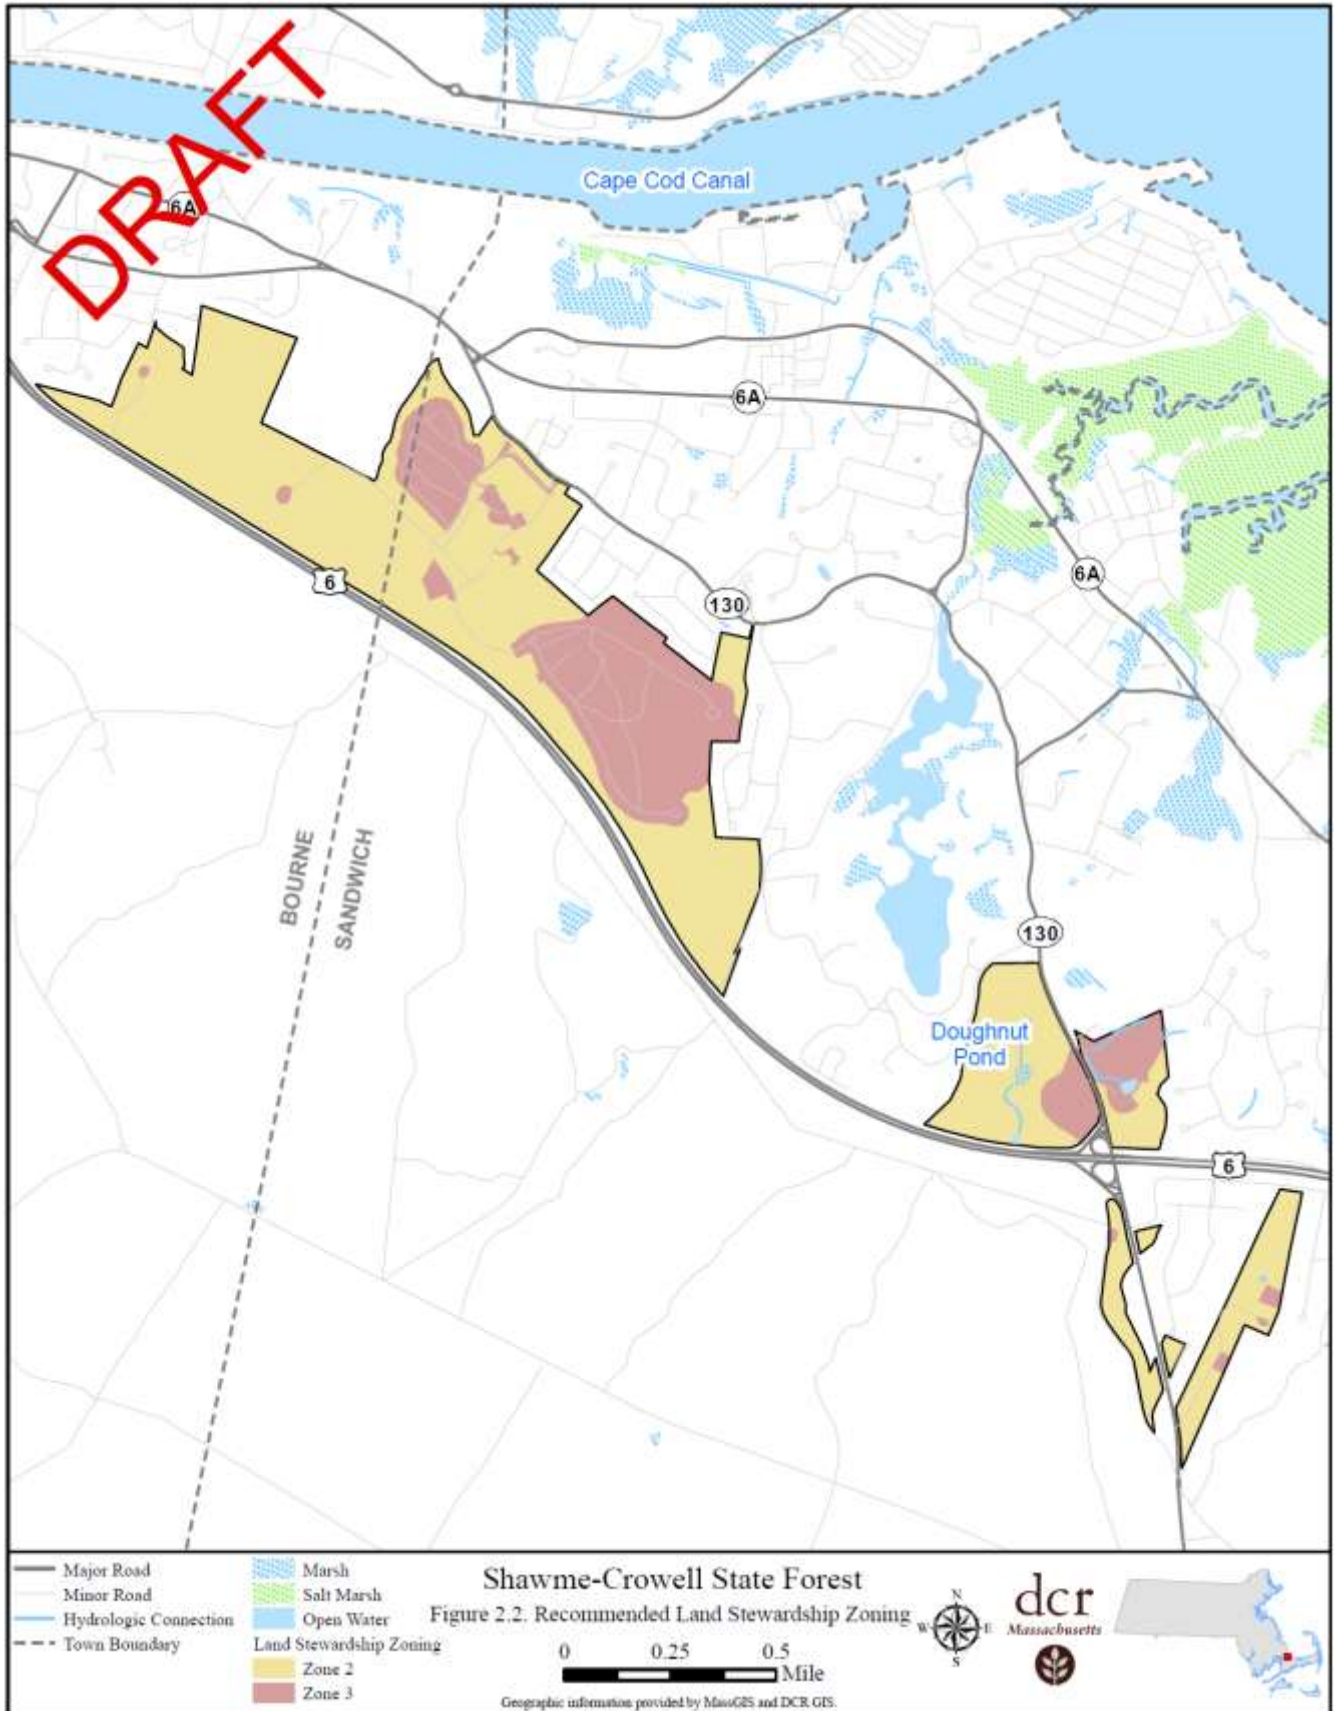 DRAFT
Cape Cod Canal
6A
6A
6
130
6A
BOURNE
SANDWICH
130
Doughnut
Pond
6
Major Road
Minor Road
Hydrologic Connection
Town Boundary
Marsh
Salt Marsh
Open Water
Land Stewardship Zoning
Zone 2
Zone 3
Shawme-Crowell State Forest
Figure 2.2. Recommended Land Stewardship Zoning
0 0.25 0.5
Mile
Geographic information provided by MassGIS and DCR GIS.
N
W E
S
dcr
Massachusetts